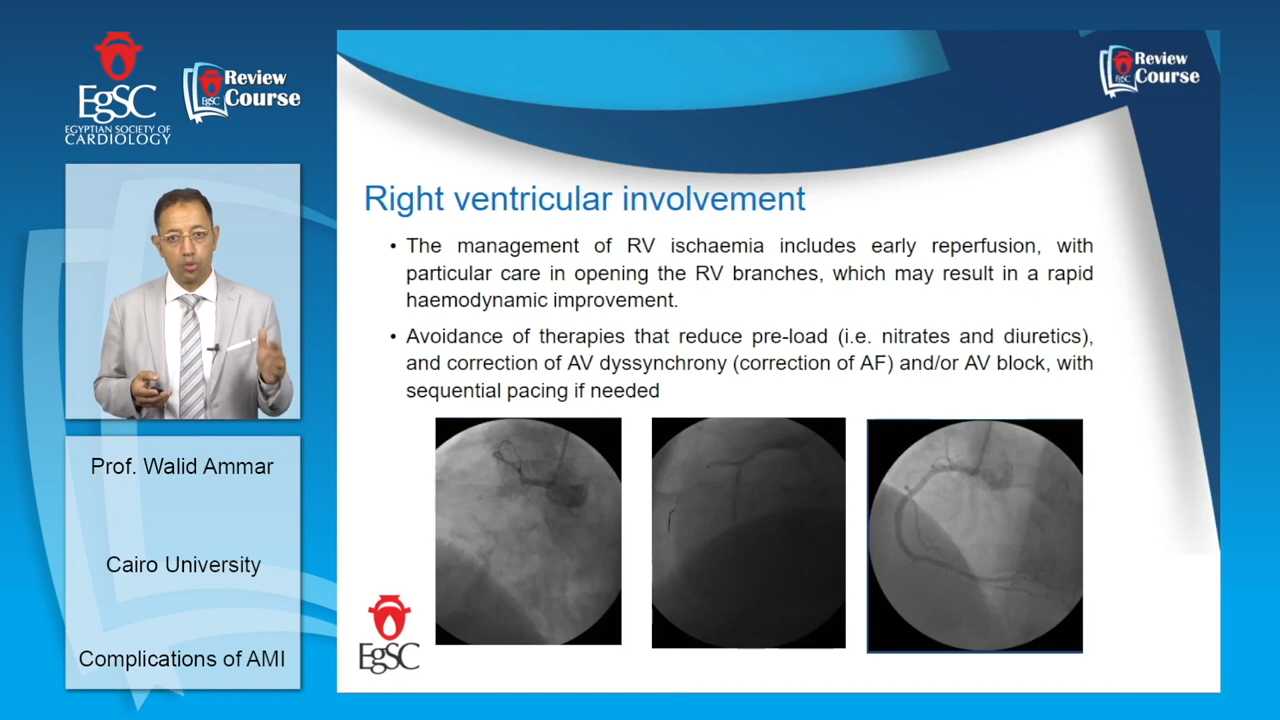 EgSC
EGYPTIAN SOCIETY OF
CARDIOLOGY
EgSC
Review
Course
EgSC
Review
Course
Right ventricular involvement
• The management of RV ischaemia includes early reperfusion, with
particular care in opening the RV branches, which may result in a rapid
haemodynamic improvement.
• Avoidance of therapies that reduce pre-load (i.e. nitrates and diuretics),
and correction of AV dyssynchrony (correction of AF) and/or AV block, with
sequential pacing if needed
Prof. Walid Ammar
Cairo University
Complications of AMI
EgSC